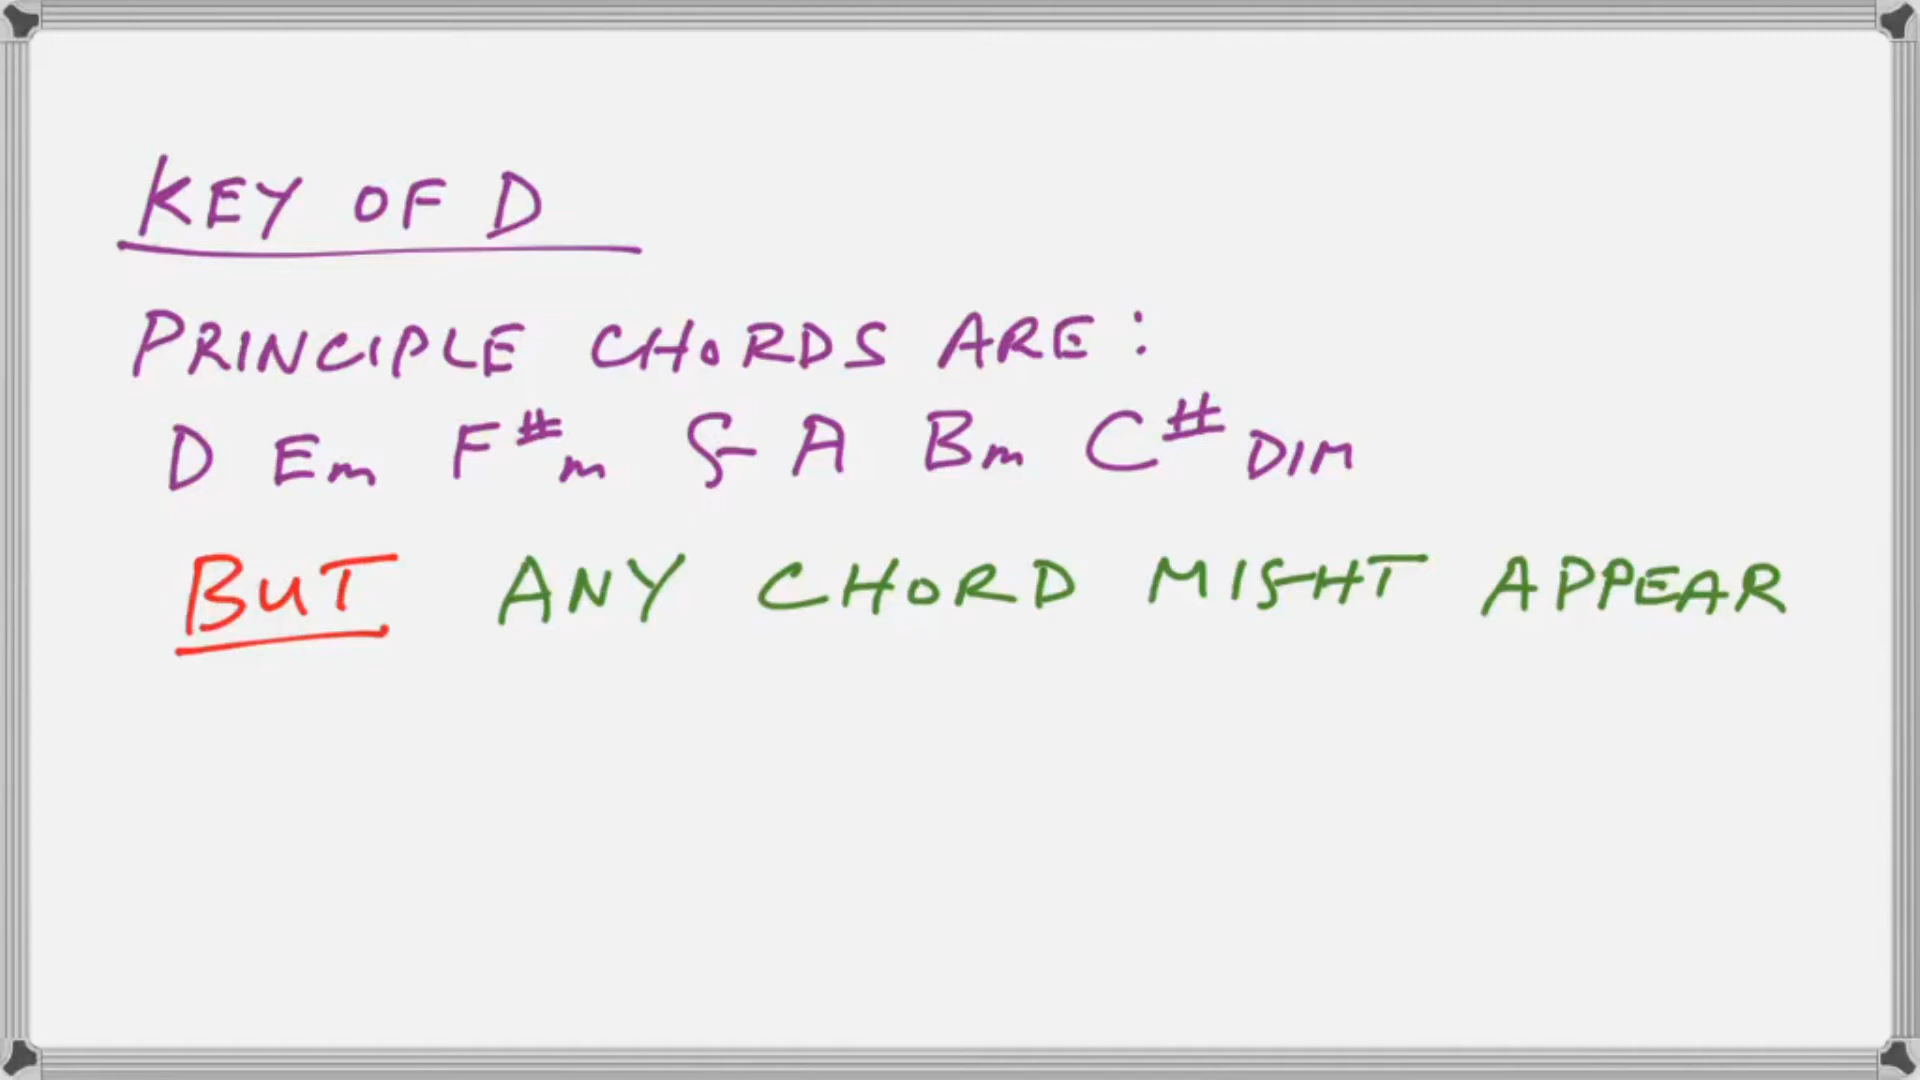 KEY OF D
PRINCIPLE CHORDS ARE:
D Em F#m G A Bm C# DIM
BUT ANY CHORD MIGHT APPEAR